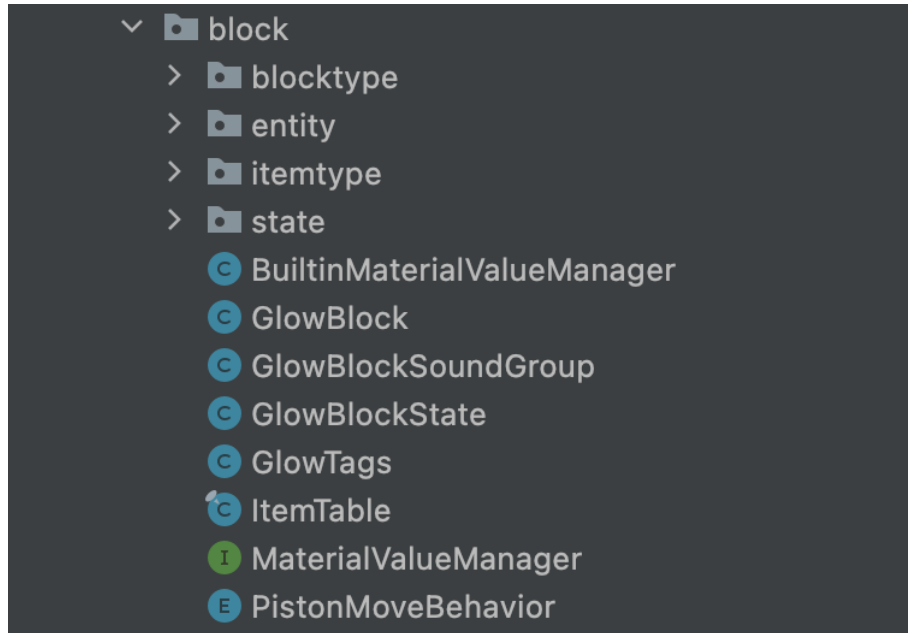 block
blocktype
entity
itemtype
state
C BuiltinMaterialValueManager
C GlowBlock
C GlowBlockSoundGroup
C GlowBlockState
C GlowTags
C ItemTable
I MaterialValueManager
E PistonMoveBehavior